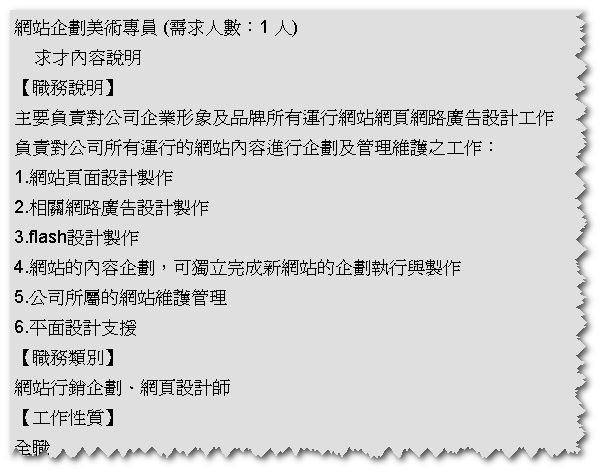 網站企劃美術專員 (需求人數：1 人)
求才內容說明
【職務說明】
主要負責對公司企業形象及品牌所有運行網站網頁網路廣告設計工作
負責對公司所有運行的網站內容進行企劃及管理維護之工作：
1.網站頁面設計製作
2.相關網路廣告設計製作
3.flash設計製作
4.網站的內容企劃，可獨立完成新網站的企劃執行與製作
5.公司所屬的網站維護管理
6.平面設計支援
【職務類別】
網站行銷企劃、網頁設計師
【工作性質】
全職